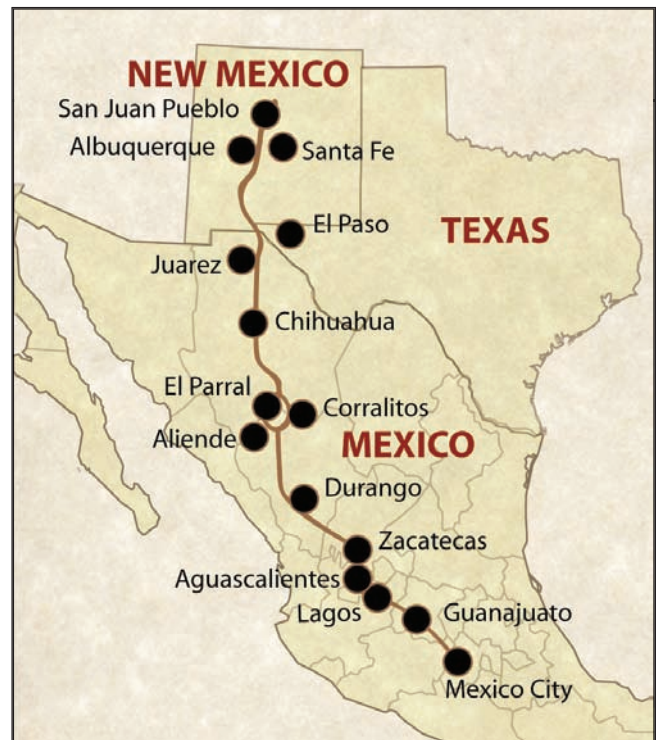 NEW MEXICO
San Juan Pueblo
Albuquerque
Santa Fe
El Paso
TEXAS
Juarez
Chihuahua
El Parral
Corralitos
Aliende
MEXICO
Durango
Zacatecas
Aguascalientes
Lagos
Guanajuato
Mexico City